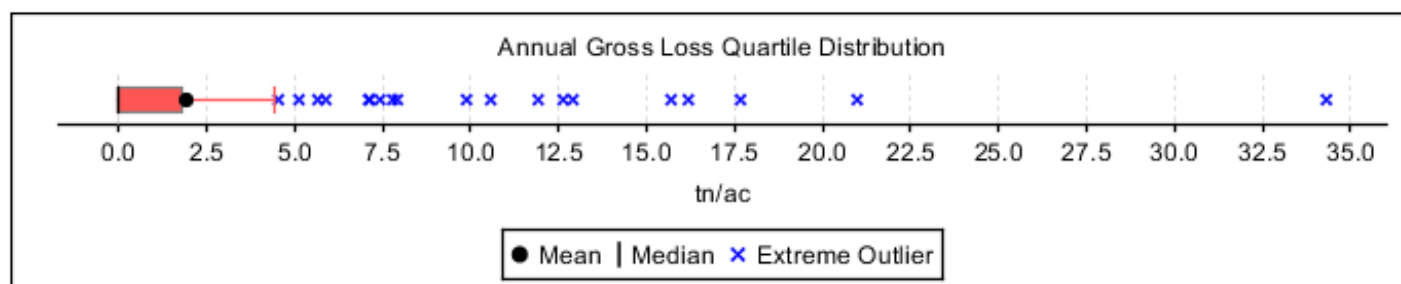 Annual Gross Loss Quartile Distribution
0.0 2.5 5.0 7.5 10.0 12.5 15.0 17.5 20.0 22.5 25.0 27.5 30.0 32.5 35.0
tn/ac
Mean Median Extreme Outlier